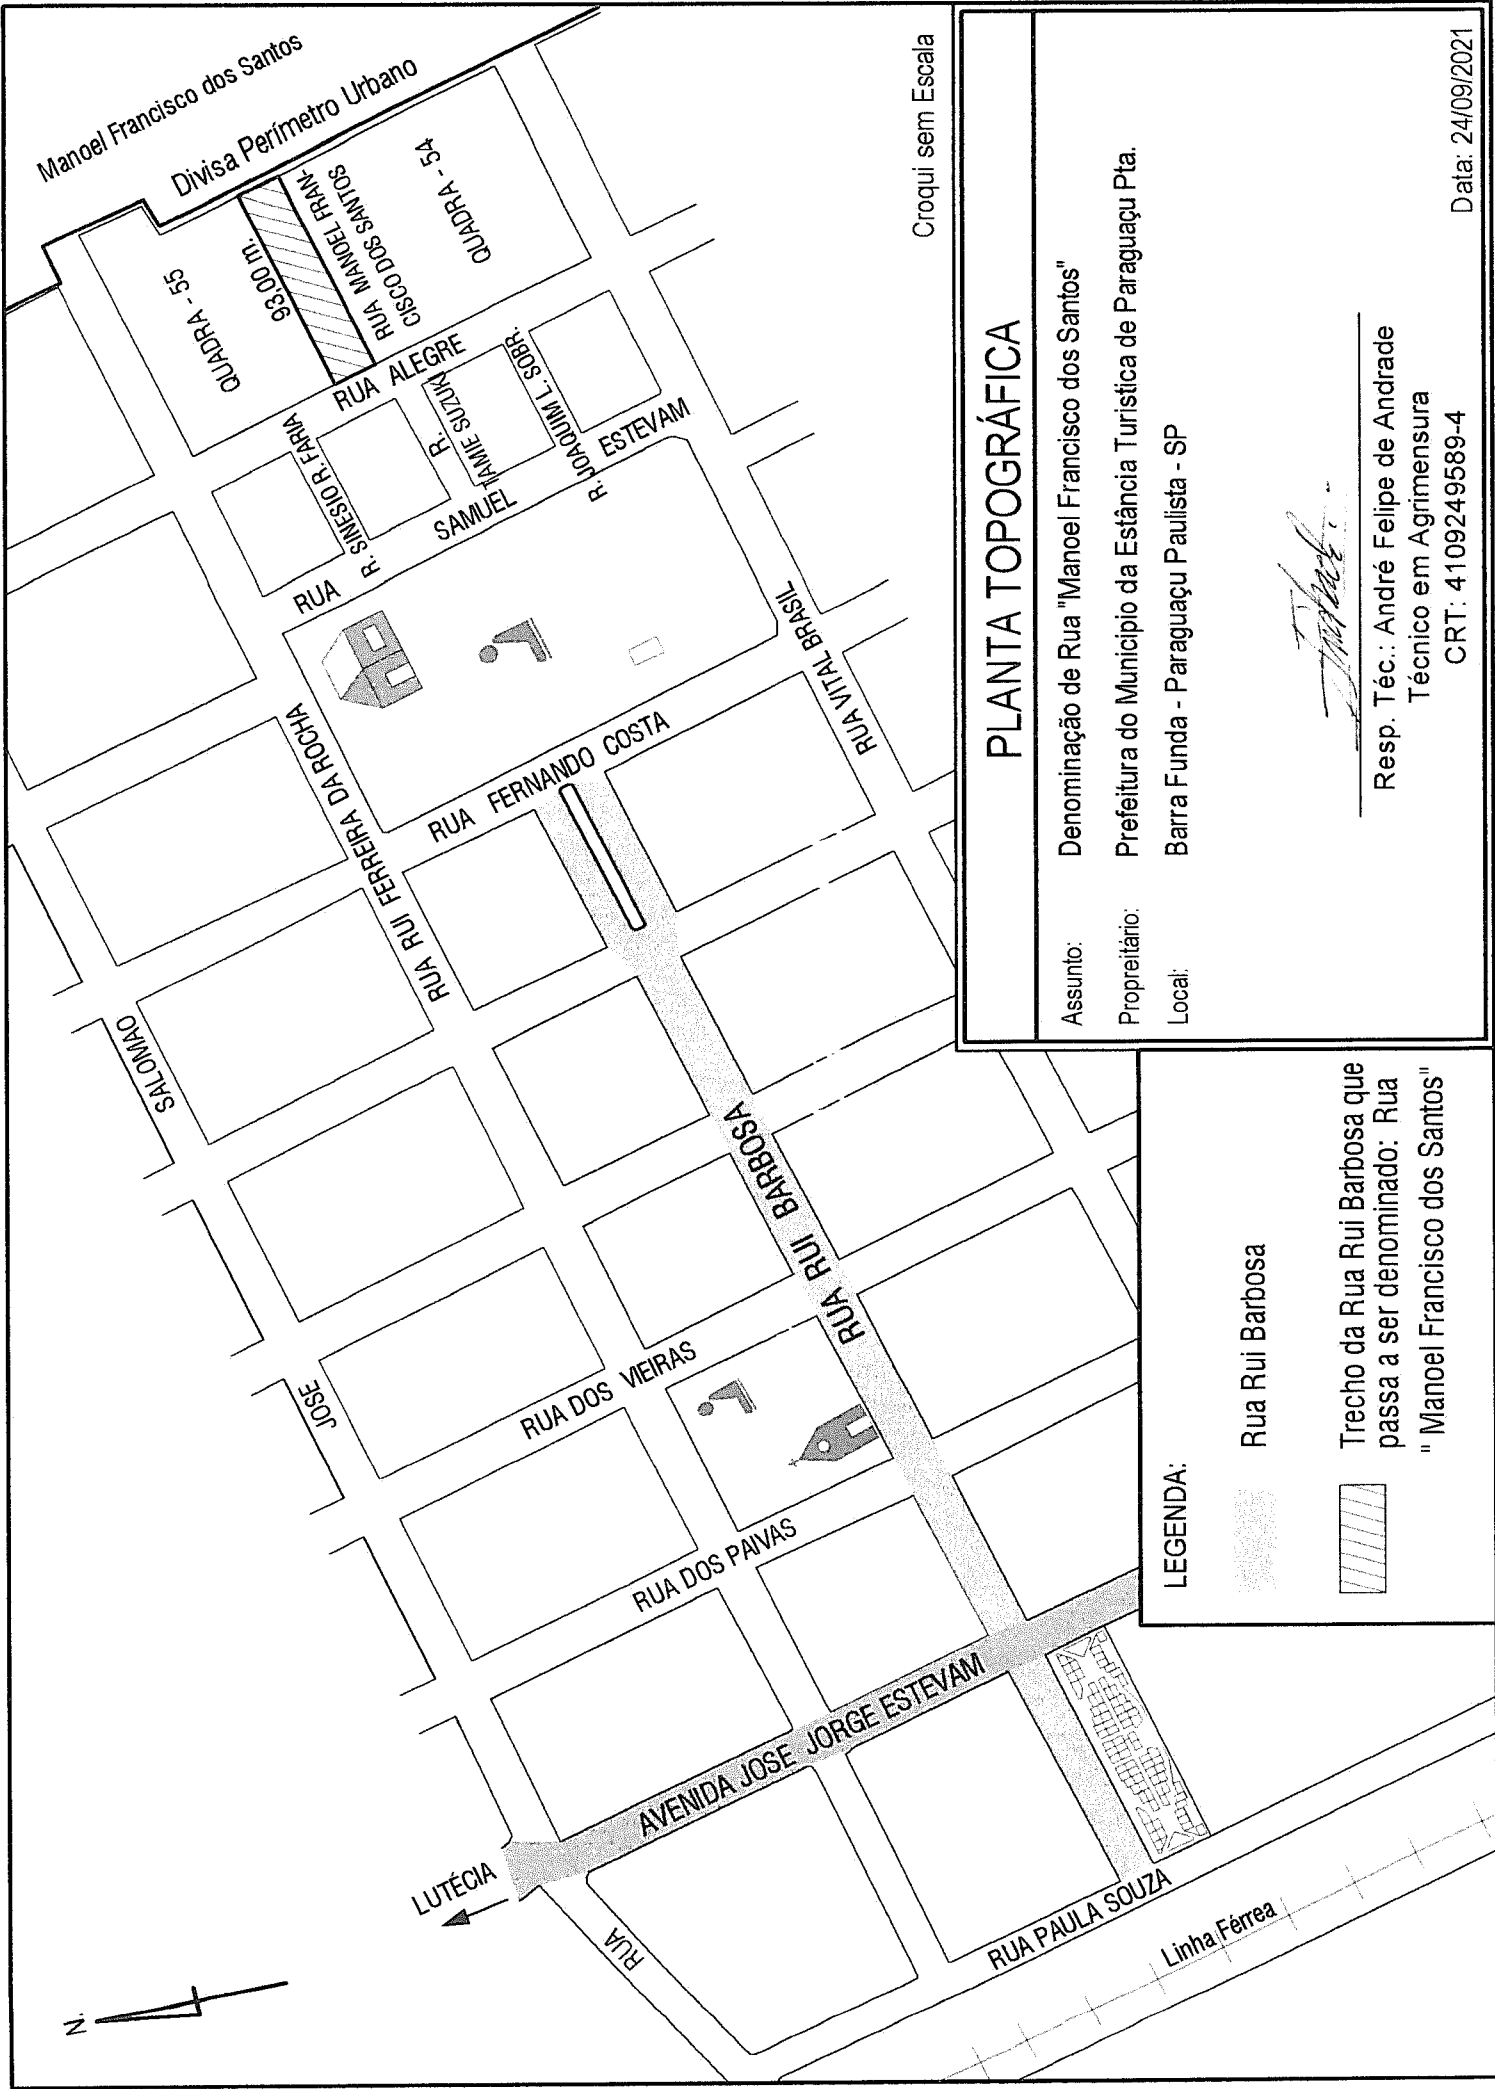 Manoel Francisco dos Santos
Divisa Perímetro Urbano
QUADRA - 55
93,00 m.
RUA MANOEL FRAN-
CISCO DOS SANTOS
QUADRA - 54
RUA ALEGRE
R. SINESIO R. FARIA
R.
TAMIE SUZUKI
R. JOAQUIM L. SOBR.
RUA
SAMUEL
ESTEVAM
RUA RUI FERREIRA DA ROCHA
RUA FERNANDO COSTA
RUA VITAL BRASIL
SALOMAO
JOSE
RUA
RUA RUI BARBOSA
RUA RUI BARBOSA
RUA DOS VIEIRAS
RUA DOS PAIVAS
AVENIDA JOSE JORGE ESTEVAM
LUTÉCIA
RUA PAULA SOUZA
Linha Férrea
N.
LEGENDA:
Rua Rui Barbosa
Trecho da Rua Rui Barbosa que
passa a ser denominado: Rua
" Manoel Francisco dos Santos"
Croqui sem Escala
PLANTA TOPOGRÁFICA
Assunto: Denominação de Rua "Manoel Francisco dos Santos"
Propreitário: Prefeitura do Municipio da Estância Turistica de Paraguaçu Pta.
Local: Barra Funda - Paraguaçu Paulista - SP
Resp. Téc.: André Felipe de Andrade
Técnico em Agrimensura
CRT: 4109249589-4
Data: 24/09/2021